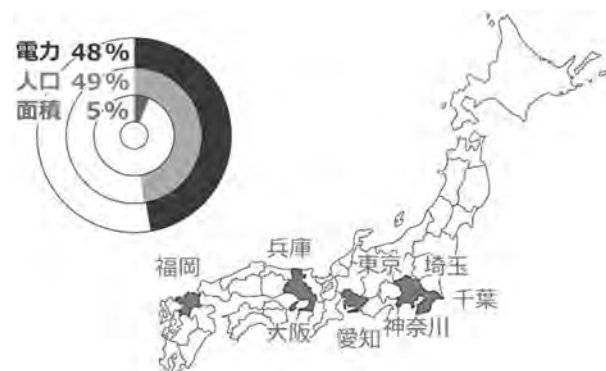 電力 48%
人口 49%
面積 5%
兵庫
福岡
東京
埼玉
千葉
大阪
愛知
神奈川